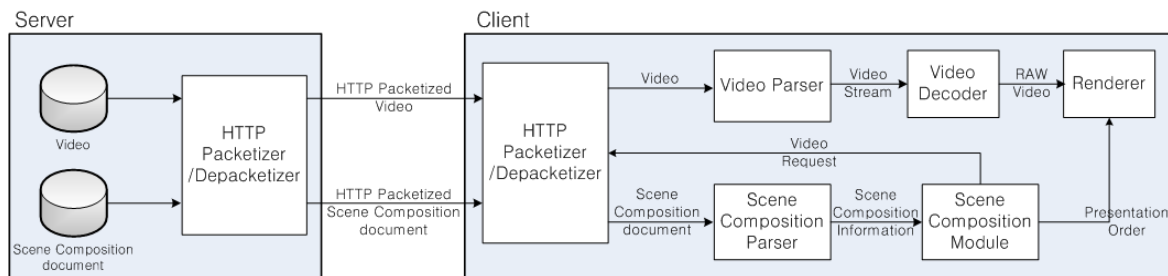 Server
Client
Video
Scene Composition
document
HTTP
Packetizer
/Depacketizer
HTTP Packetized
Video
HTTP Packetized
Scene Composition
document
HTTP
Packetizer
/Depacketizer
Video
Video Parser
Video
Stream
Video
Decoder
RAW
Video
Renderer
Video
Request
Scene
Composition
document
Scene
Composition
Parser
Scene
Composition
Information
Scene
Composition
Module
Presentation
Order